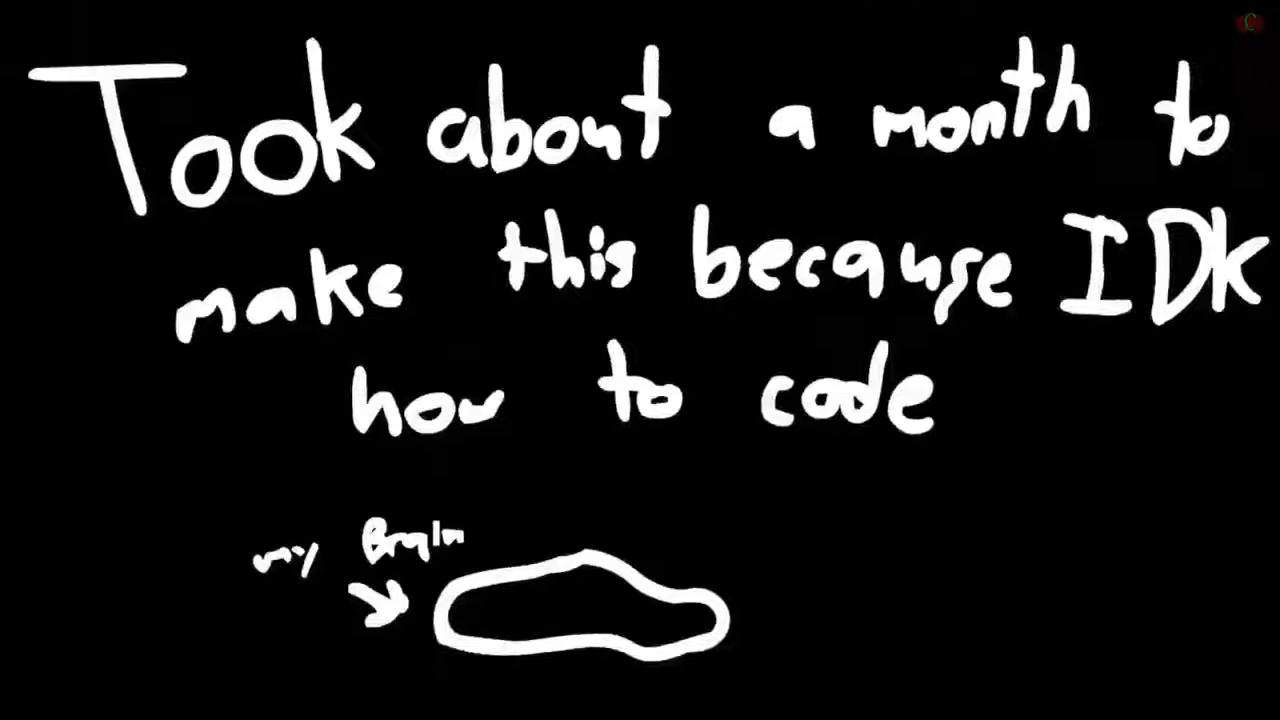 Took about a month to
make this because IDK
how to code
my Brain
C